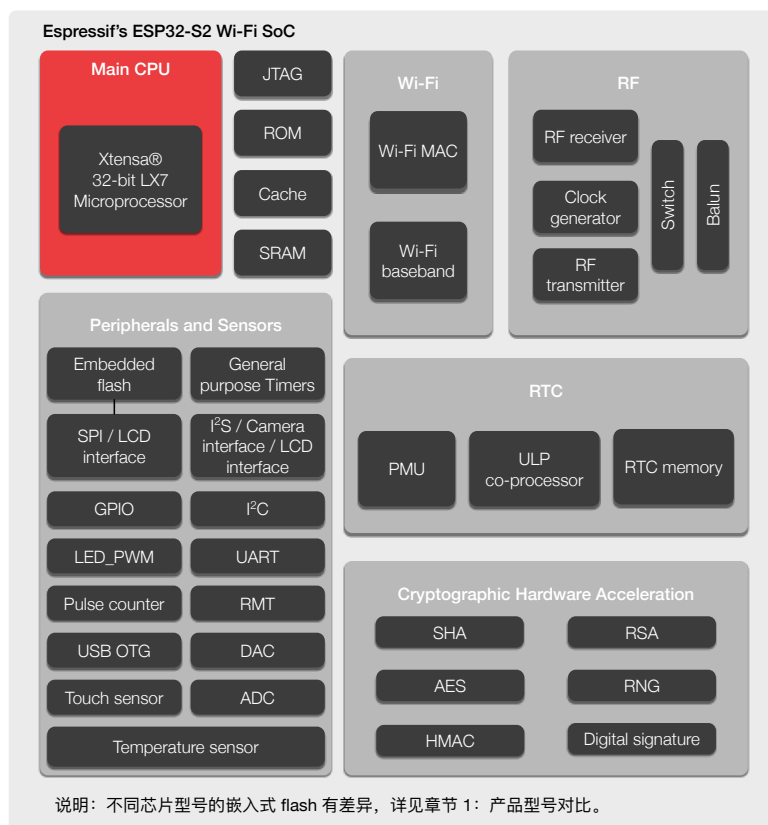 Espressif's ESP32-S2 Wi-Fi SoC
Main CPU
Xtensa®
32-bit LX7
Microprocessor
JTAG
ROM
Cache
SRAM
Wi-Fi
Wi-Fi MAC
Wi-Fi
baseband
RF
RF receiver
Clock
generator
RF
transmitter
Switch
Balun
Peripherals and Sensors
Embedded
flash
General
purpose Timers
SPI / LCD
interface
I²S / Camera
interface / LCD
interface
GPIO
I²C
LED_PWM
UART
Pulse counter
RMT
USB OTG
DAC
Touch sensor
ADC
Temperature sensor
RTC
PMU
ULP
co-processor
RTC memory
Cryptographic Hardware Acceleration
SHA
RSA
AES
RNG
HMAC
Digital signature
说明：不同芯片型号的嵌入式 flash 有差异，详见章节 1：产品型号对比。